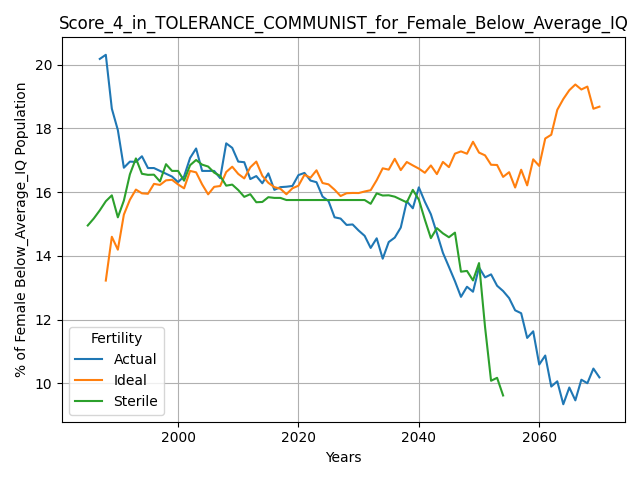 Score_4_in_TOLERANCE_COMMUNIST_for_Female_Below_Average_IQ
% of Female Below_Average_IQ Population
20
18
16
14
12
10
Fertility
Actual
Ideal
Sterile
2000
2020
2040
2060
Years